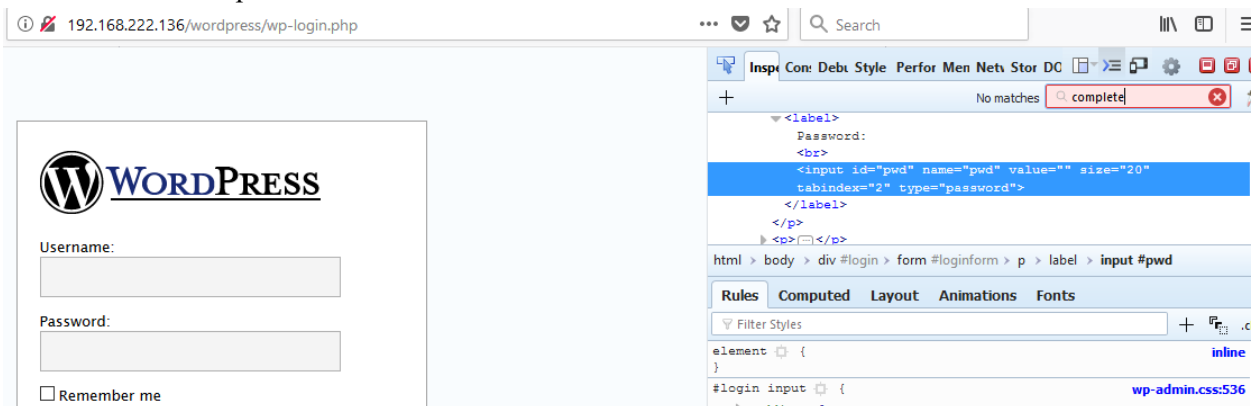 192.168.222.136/wordpress/wp-login.php
Search
Inspe Con: Debu Style Perfor Men Netv Stor DO
No matches complete
<label>
Password:
<br>
<input id="pwd" name="pwd" value="" size="20"
tabindex="2" type="password">
</label>
</p>
<p></p>
html > body > div #login > form #loginform > p > label > input #pwd
Rules Computed Layout Animations Fonts
Filter Styles
element {
inline
}
#login input {
wp-admin.css:536
WORDPRESS
Username:
Password:
Remember me